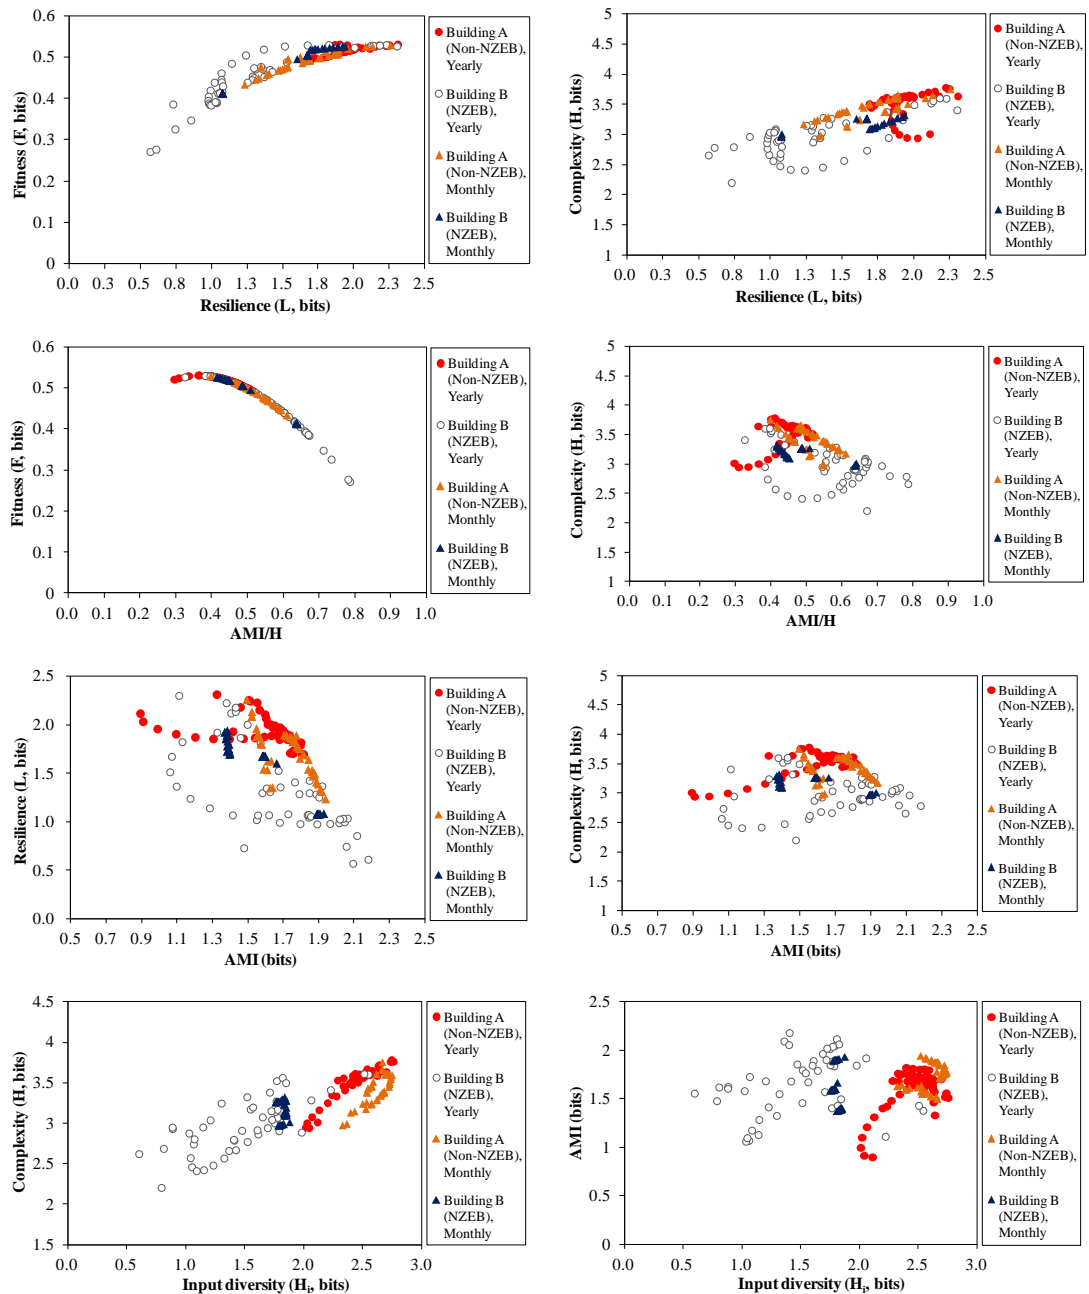 0.6
0.5
0.4
0.3
0.2
0.1
0
Fitness (F, bits)
0.0 0.3 0.5 0.8 1.0 1.3 1.5 1.8 2.0 2.3 2.5
Resilience (L, bits)
Building A
(Non-NZEB),
Yearly
Building B
(NZEB),
Yearly
Building A
(Non-NZEB),
Monthly
Building B
(NZEB),
Monthly
5
4.5
4
3.5
3
2.5
2
1.5
1
Complexity (H, bits)
0.0 0.3 0.5 0.8 1.0 1.3 1.5 1.8 2.0 2.3 2.5
Resilience (L, bits)
Building A
(Non-NZEB),
Yearly
Building B
(NZEB),
Yearly
Building A
(Non-NZEB),
Monthly
Building B
(NZEB),
Monthly
0.6
0.5
0.4
0.3
0.2
0.1
0
Fitness (F, bits)
0.0 0.1 0.2 0.3 0.4 0.5 0.6 0.7 0.8 0.9 1.0
AMI/H
Building A
(Non-NZEB),
Yearly
Building B
(NZEB),
Yearly
Building A
(Non-NZEB),
Monthly
Building B
(NZEB),
Monthly
5
4.5
4
3.5
3
2.5
2
1.5
1
Complexity (H, bits)
0.0 0.1 0.2 0.3 0.4 0.5 0.6 0.7 0.8 0.9 1.0
AMI/H
Building A
(Non-NZEB),
Yearly
Building B
(NZEB),
Yearly
Building A
(Non-NZEB),
Monthly
Building B
(NZEB),
Monthly
2.5
2.0
1.5
1.0
0.5
0.0
Resilience (L, bits)
0.5 0.7 0.9 1.1 1.3 1.5 1.7 1.9 2.1 2.3 2.5
AMI (bits)
Building A
(Non-NZEB),
Yearly
Building B
(NZEB),
Yearly
Building A
(Non-NZEB),
Monthly
Building B
(NZEB),
Monthly
5
4.5
4
3.5
3
2.5
2
1.5
1
Complexity (H, bits)
0.5 0.7 0.9 1.1 1.3 1.5 1.7 1.9 2.1 2.3 2.5
AMI (bits)
Building A
(Non-NZEB),
Yearly
Building B
(NZEB),
Yearly
Building A
(Non-NZEB),
Monthly
Building B
(NZEB),
Monthly
4.5
4.0
3.5
3.0
2.5
2.0
1.5
Complexity (H, bits)
0.0 0.5 1.0 1.5 2.0 2.5 3.0
Input diversity (Hi, bits)
Building A
(Non-NZEB),
Yearly
Building B
(NZEB),
Yearly
Building A
(Non-NZEB),
Monthly
Building B
(NZEB),
Monthly
2.5
2
1.5
1
0.5
0
AMI (bits)
0.0 0.5 1.0 1.5 2.0 2.5 3.0
Input diversity (Hi, bits)
Building A
(Non-NZEB),
Yearly
Building B
(NZEB),
Yearly
Building A
(Non-NZEB),
Monthly
Building B
(NZEB),
Monthly